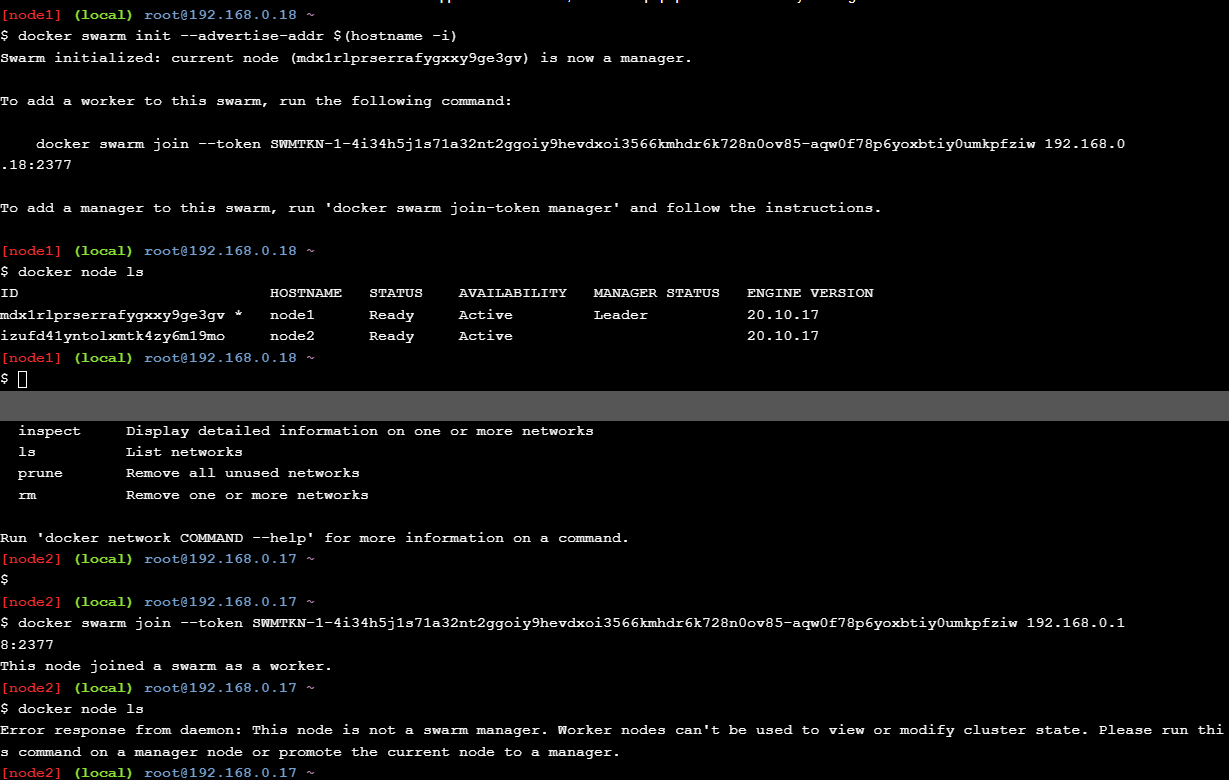 [node1] (local) root@192.168.0.18 ~
$ docker swarm init --advertise-addr $(hostname -i)
Swarm initialized: current node (mdx1rlprserrafygxxy9ge3gv) is now a manager.
To add a worker to this swarm, run the following command:
docker swarm join --token SWMTKN-1-4i34h5j1s71a32nt2ggoiy9hevdxoi3566kmhdr6k728n0ov85-aqw0f78p6yoxbtiy0umkpfziw 192.168.0
.18:2377
To add a manager to this swarm, run 'docker swarm join-token manager' and follow the instructions.
[node1] (local) root@192.168.0.18 ~
$ docker node ls
ID HOSTNAME STATUS AVAILABILITY MANAGER STATUS ENGINE VERSION
mdx1rlprserrafygxxy9ge3gv * node1 Ready Active Leader 20.10.17
izufd41yntolxmtk4zy6m19mo node2 Ready Active 20.10.17
[node1] (local) root@192.168.0.18 ~
$
inspect Display detailed information on one or more networks
ls List networks
prune Remove all unused networks
rm Remove one or more networks
Run 'docker network COMMAND --help' for more information on a command.
[node2] (local) root@192.168.0.17 ~
$
[node2] (local) root@192.168.0.17 ~
$ docker swarm join --token SWMTKN-1-4i34h5j1s71a32nt2ggoiy9hevdxoi3566kmhdr6k728n0ov85-aqw0f78p6yoxbtiy0umkpfziw 192.168.0.1
8:2377
This node joined a swarm as a worker.
[node2] (local) root@192.168.0.17 ~
$ docker node ls
Error response from daemon: This node is not a swarm manager. Worker nodes can't be used to view or modify cluster state. Please run thi
s command on a manager node or promote the current node to a manager.
[node2] (local) root@192.168.0.17 ~